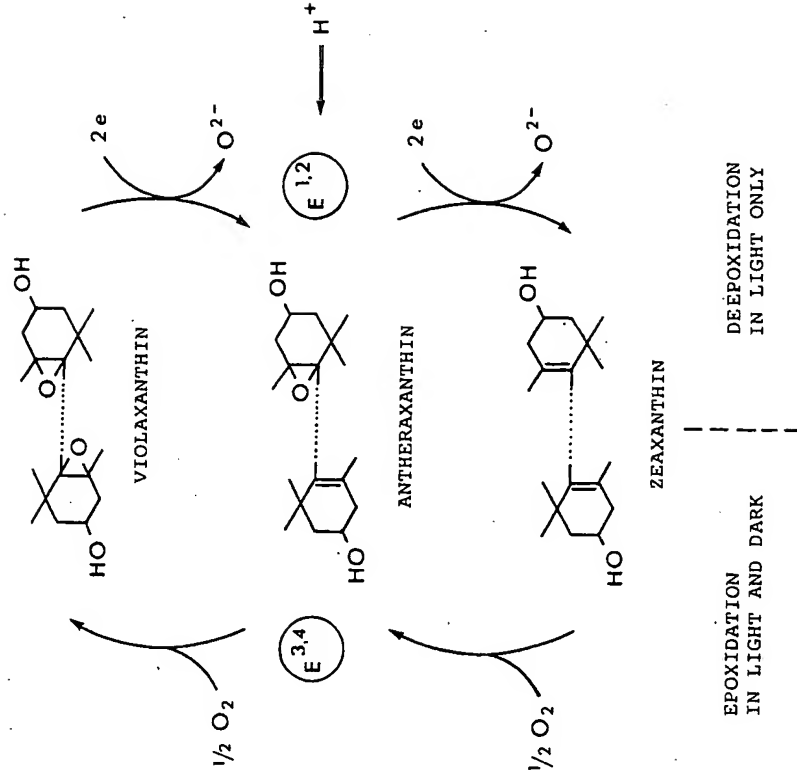 VIOLAXANTHIN
HO
OH
O
O
1/2 O2
2e
O2-
E3,4
E1,2
H+
ANTHERAXANTHIN
HO
OH
O
1/2 O2
2e
O2-
ZEAXANTHIN
HO
OH
EPOXIDATION
IN LIGHT AND DARK
DEEPOXIDATION
IN LIGHT ONLY